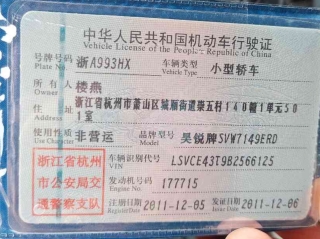 中华人民共和国机动车行驶证
Vehicle License of the People's Republic of China
号牌号码 浙A993HX 车辆类型 小型轿车
Plate No. Vehicle Type
所有人 楼燕
Owner
住址 浙江省杭州市萧山区城厢街道崇五村140幢1单元501室
使用性质 非营运 品牌型号 吴锐牌SVW7149ERD
Use Character Model
浙江省杭州市公安局交通警察支队
车辆识别代号 LSVCE43T9B2566125
VIN
发动机号码 177715
Engine No.
注册日期 2011-12-05 发证日期 2011-12-06
Register Date Issue Date